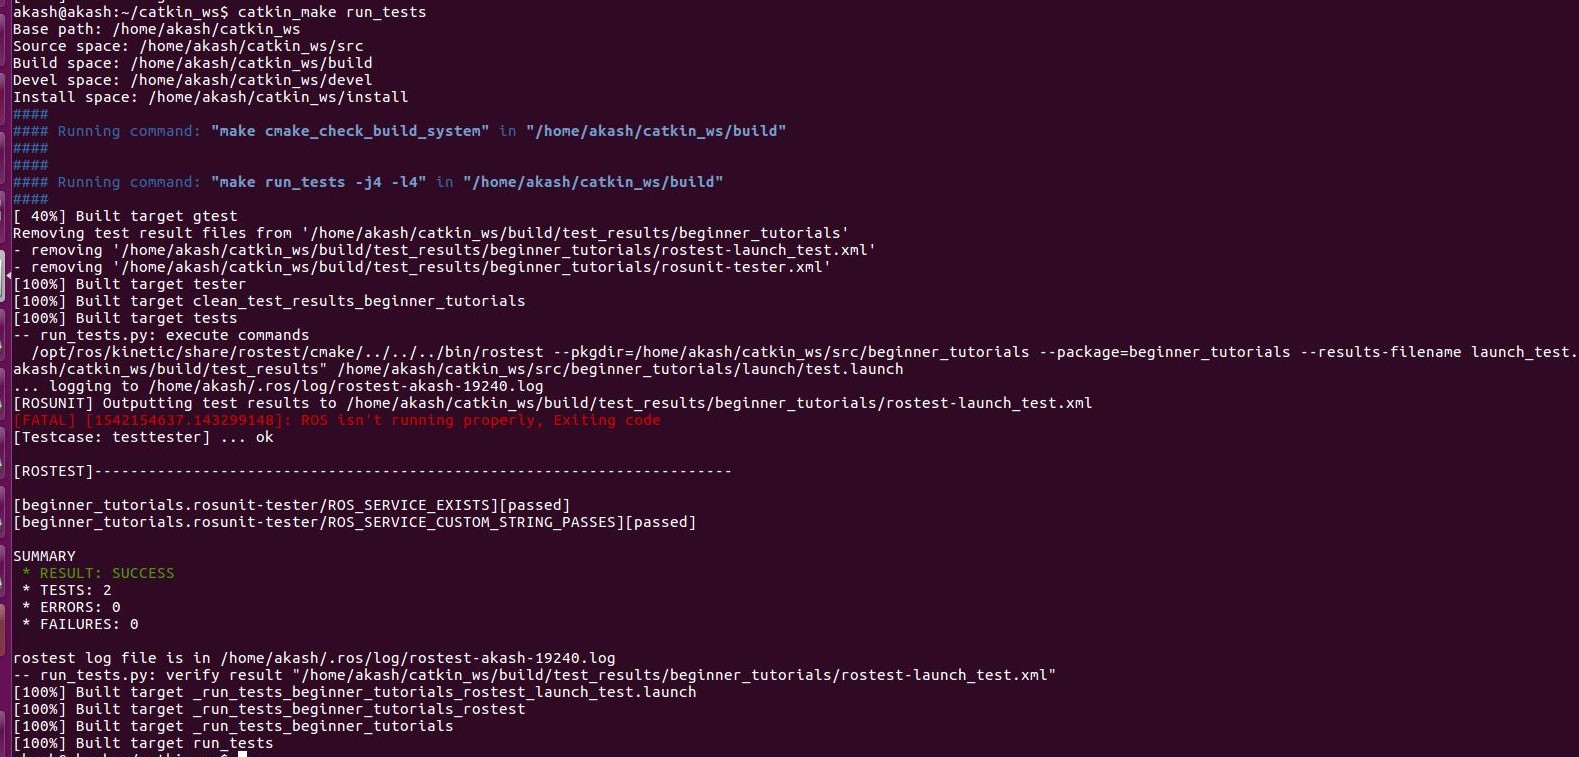 akash@akash:~/catkin_ws$ catkin_make run_tests
Base path: /home/akash/catkin_ws
Source space: /home/akash/catkin_ws/src
Build space: /home/akash/catkin_ws/build
Devel space: /home/akash/catkin_ws/devel
Install space: /home/akash/catkin_ws/install
####
#### Running command: "make cmake_check_build_system" in "/home/akash/catkin_ws/build"
####
####
#### Running command: "make run_tests -j4 -l4" in "/home/akash/catkin_ws/build"
####
[ 40%] Built target gtest
Removing test result files from '/home/akash/catkin_ws/build/test_results/beginner_tutorials'
- removing '/home/akash/catkin_ws/build/test_results/beginner_tutorials/rostest-launch_test.xml'
- removing '/home/akash/catkin_ws/build/test_results/beginner_tutorials/rosunit-tester.xml'
[100%] Built target tester
[100%] Built target clean_test_results_beginner_tutorials
[100%] Built target tests
-- run_tests.py: execute commands
  /opt/ros/kinetic/share/rostest/cmake/../../../bin/rostest --pkgdir=/home/akash/catkin_ws/src/beginner_tutorials --package=beginner_tutorials --results-filename launch_test.
akash/catkin_ws/build/test_results" /home/akash/catkin_ws/src/beginner_tutorials/launch/test.launch
... logging to /home/akash/.ros/log/rostest-akash-19240.log
[ROSUNIT] Outputting test results to /home/akash/catkin_ws/build/test_results/beginner_tutorials/rostest-launch_test.xml
[FATAL] [1542154637.143299148]: ROS isn't running properly, Exiting code
[Testcase: testtester] ... ok
[ROSTEST]-----------------------------------------------------------------------
[beginner_tutorials.rosunit-tester/ROS_SERVICE_EXISTS][passed]
[beginner_tutorials.rosunit-tester/ROS_SERVICE_CUSTOM_STRING_PASSES][passed]
SUMMARY
 * RESULT: SUCCESS
 * TESTS: 2
 * ERRORS: 0
 * FAILURES: 0
rostest log file is in /home/akash/.ros/log/rostest-akash-19240.log
-- run_tests.py: verify result "/home/akash/catkin_ws/build/test_results/beginner_tutorials/rostest-launch_test.xml"
[100%] Built target _run_tests_beginner_tutorials_rostest_launch_test.launch
[100%] Built target _run_tests_beginner_tutorials_rostest
[100%] Built target _run_tests_beginner_tutorials
[100%] Built target run_tests